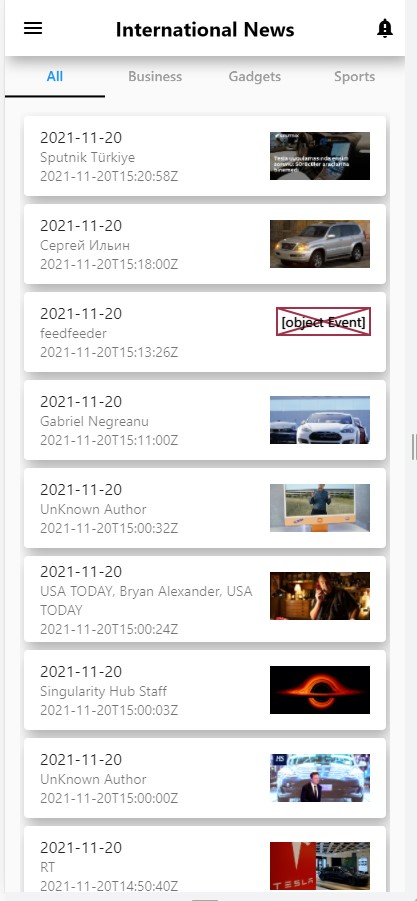 International News
All Business Gadgets Sports
2021-11-20
Sputnik Türkiye
2021-11-20T15:20:58Z
2021-11-20
Сергей Ильин
2021-11-20T15:18:00Z
2021-11-20
feedfeeder
2021-11-20T15:13:26Z
[object Event]
2021-11-20
Gabriel Negreanu
2021-11-20T15:11:00Z
2021-11-20
UnKnown Author
2021-11-20T15:00:32Z
2021-11-20
USA TODAY, Bryan Alexander, USA
TODAY
2021-11-20T15:00:24Z
2021-11-20
Singularity Hub Staff
2021-11-20T15:00:03Z
2021-11-20
UnKnown Author
2021-11-20T15:00:00Z
2021-11-20
RT
2021-11-20T14:50:40Z
TESLA